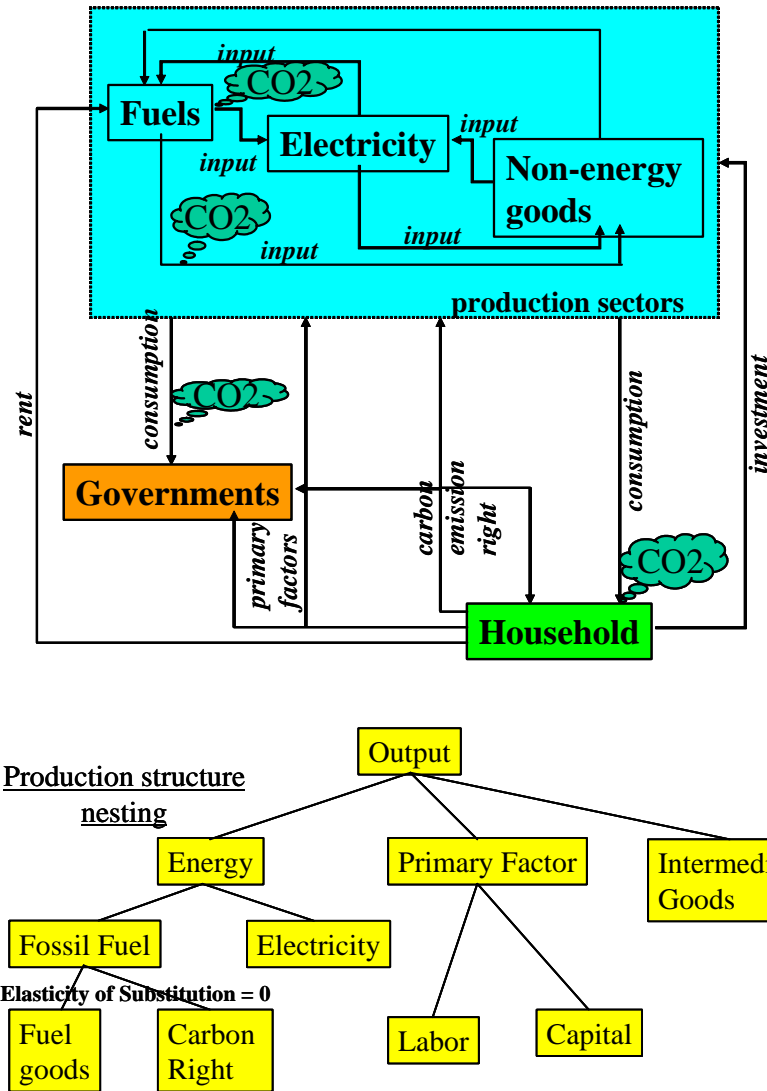 input
CO2
Fuels
input
Electricity
input
Non-energy
goods
CO2
input
input
production sectors
rent
consumption
CO2
consumption
investment
Governments
carbon
emission
right
primary
factors
CO2
Household
Output
Production structure
nesting
Energy
Primary Factor
Intermed
Goods
Fossil Fuel
Electricity
Elasticity of Substitution = 0
Fuel
goods
Carbon
Right
Labor
Capital